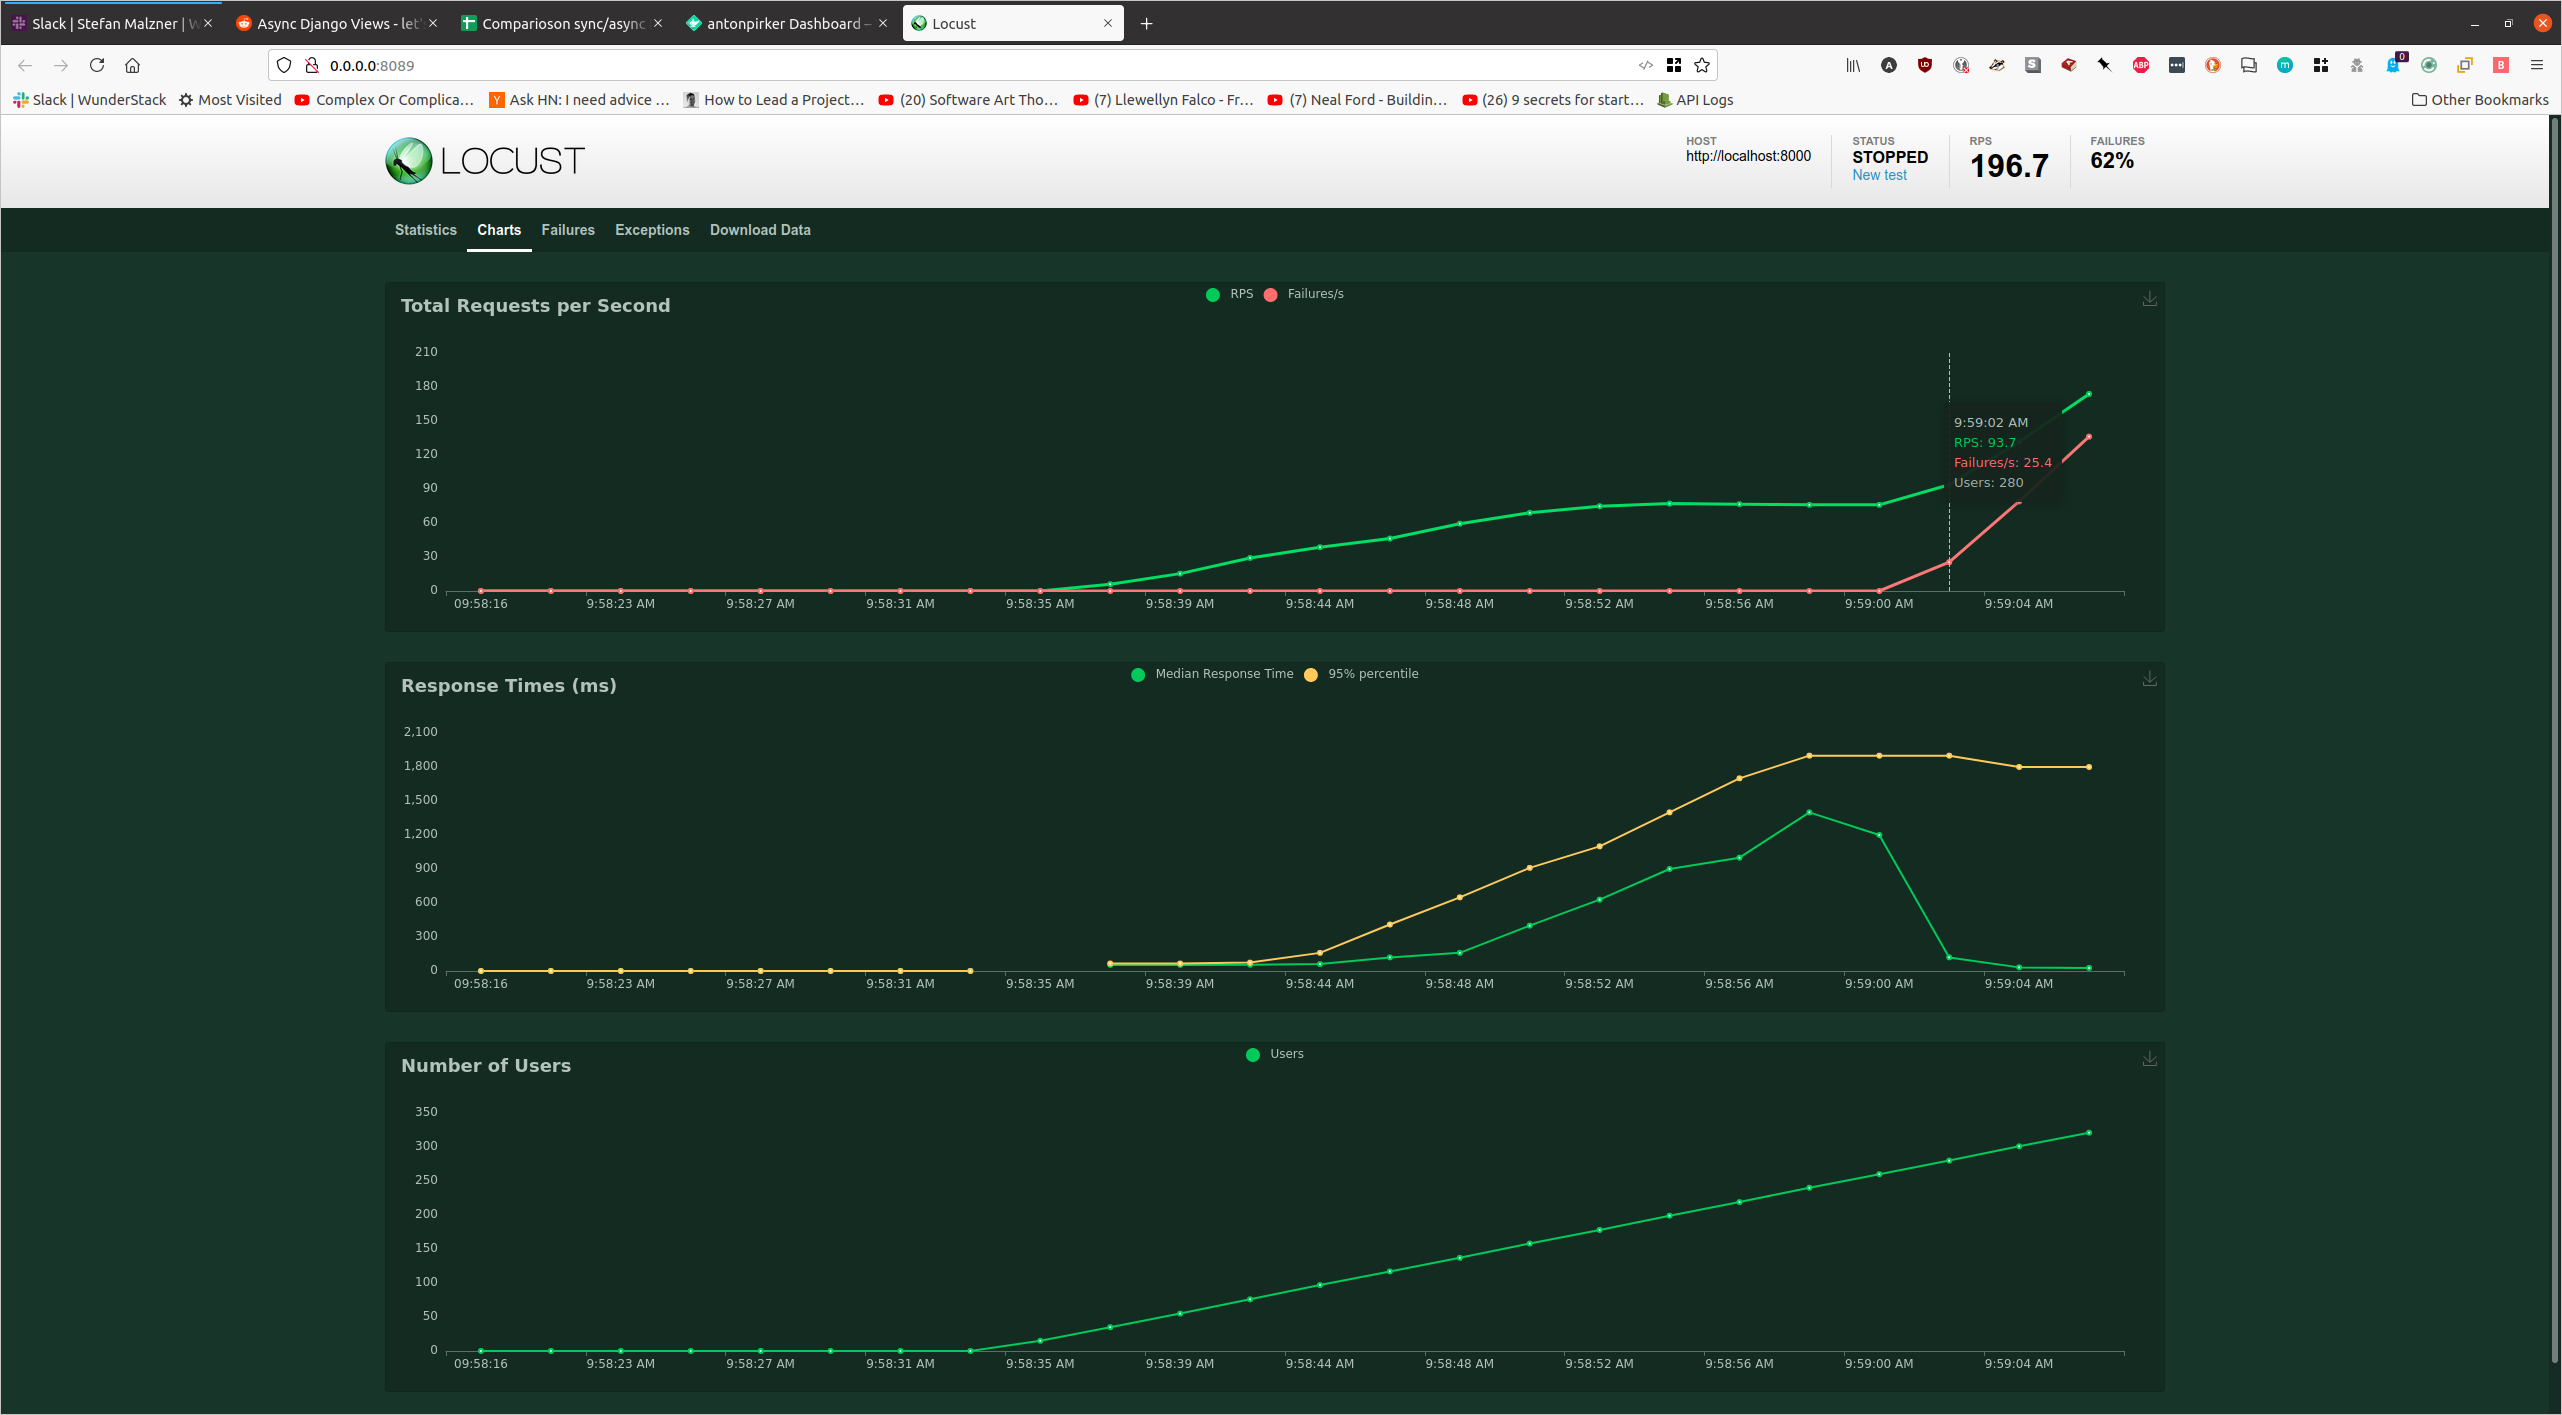 Slack | Stefan Malzner | W
Async Django Views - let'
Comparioson sync/async
antonpirker Dashboard –
Locust
0.0.0.0:8089
Slack | WunderStack
Most Visited
Complex Or Complica…
Ask HN: I need advice …
How to Lead a Project…
(20) Software Art Tho…
(7) Llewellyn Falco - Fr…
(7) Neal Ford - Buildin…
(26) 9 secrets for start…
API Logs
Other Bookmarks
LOCUST
HOST
http://localhost:8000
STATUS
STOPPED
New test
RPS
196.7
FAILURES
62%
Statistics
Charts
Failures
Exceptions
Download Data
Total Requests per Second
RPS
Failures/s
210
180
150
120
90
60
30
0
9:59:02 AM
RPS: 93.7
Failures/s: 25.4
Users: 280
09:58:16
9:58:23 AM
9:58:27 AM
9:58:31 AM
9:58:35 AM
9:58:39 AM
9:58:44 AM
9:58:48 AM
9:58:52 AM
9:58:56 AM
9:59:00 AM
9:59:04 AM
Response Times (ms)
Median Response Time
95% percentile
2,100
1,800
1,500
1,200
900
600
300
0
09:58:16
9:58:23 AM
9:58:27 AM
9:58:31 AM
9:58:35 AM
9:58:39 AM
9:58:44 AM
9:58:48 AM
9:58:52 AM
9:58:56 AM
9:59:00 AM
9:59:04 AM
Number of Users
Users
350
300
250
200
150
100
50
0
09:58:16
9:58:23 AM
9:58:27 AM
9:58:31 AM
9:58:35 AM
9:58:39 AM
9:58:44 AM
9:58:48 AM
9:58:52 AM
9:58:56 AM
9:59:00 AM
9:59:04 AM